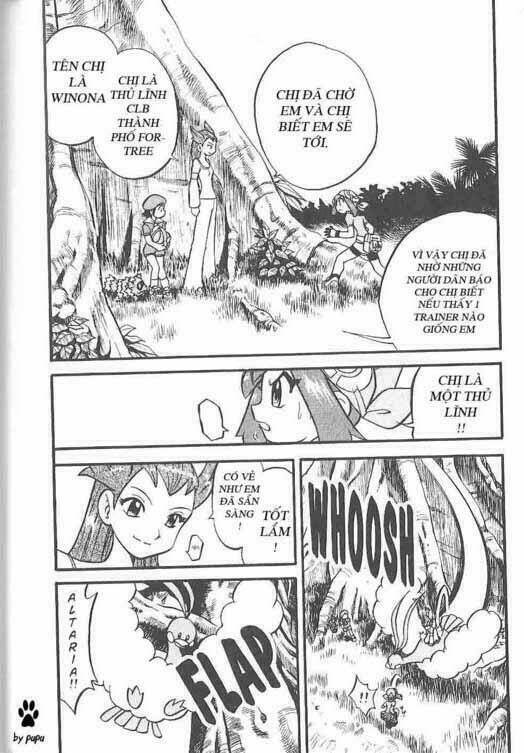 TÊN CHỊ
LÀ
WINONA
CHỊ LÀ
THỦ LĨNH
CLB
THÀNH
PHỐ FOR-
TREE
CHỊ ĐÃ CHỜ
EM VÀ CHỊ
BIẾT EM SẼ
TỚI.
VÌ VẬY CHỊ ĐÃ
NHỜ NHỮNG
NGƯỜI DÂN BÁO
CHO CHỊ BIẾT
NẾU THẤY 1
TRAINER NÀO
GIỐNG EM
CHỊ LÀ
MỘT THỦ
LĨNH
!!
CÓ VẺ
NHƯ EM
ĐÃ SẴN
SÀNG !
TỐT
LẮM
!
WHOOSH
ALTARIA!!
FLAP
!!
by papa